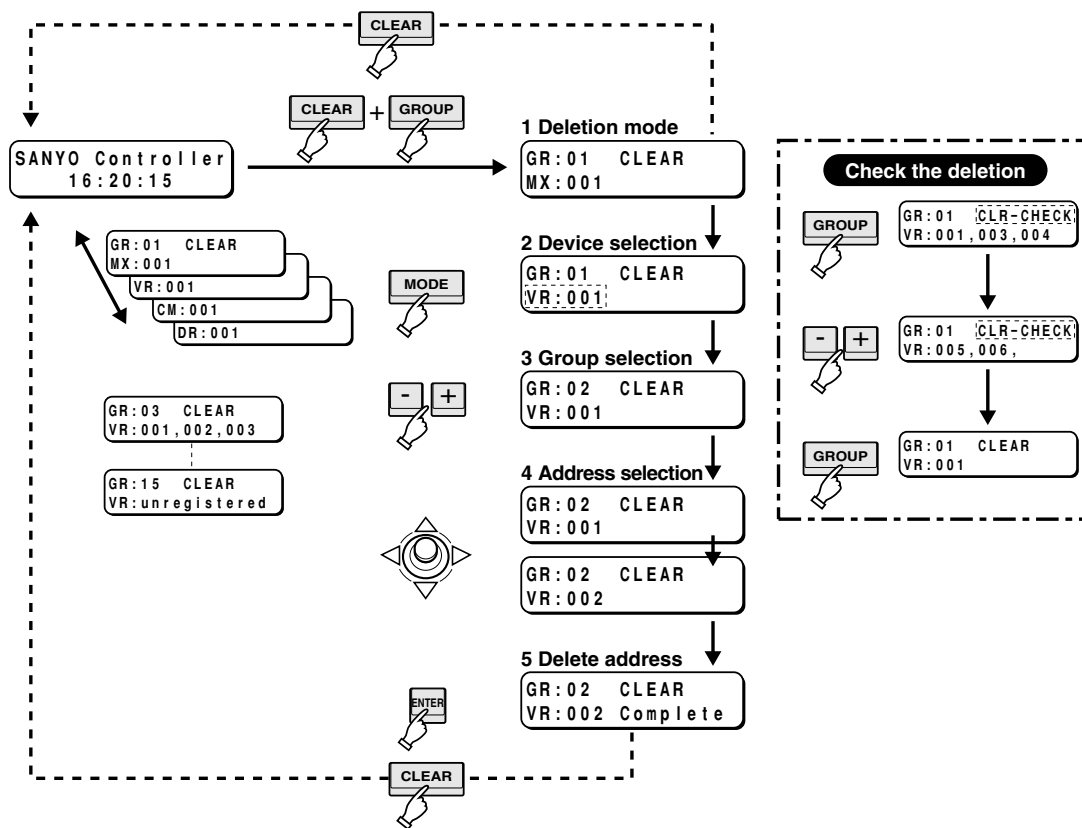 CLEAR
CLEAR + GROUP
SANYO Controller
16:20:15
1 Deletion mode
GR:01 CLEAR
MX:001
GR:01 CLEAR
MX:001
VR:001
CM:001
DR:001
MODE
2 Device selection
GR:01 CLEAR
VR:001
- +
3 Group selection
GR:02 CLEAR
VR:001
GR:03 CLEAR
VR:001,002,003
GR:15 CLEAR
VR:unregistered
4 Address selection
GR:02 CLEAR
VR:001
GR:02 CLEAR
VR:002
5 Delete address
GR:02 CLEAR
VR:002 Complete
ENTER
CLEAR
Check the deletion
GROUP
GR:01 CLR-CHECK
VR:001,003,004
- +
GR:01 CLR-CHECK
VR:005,006,
GROUP
GR:01 CLEAR
VR:001